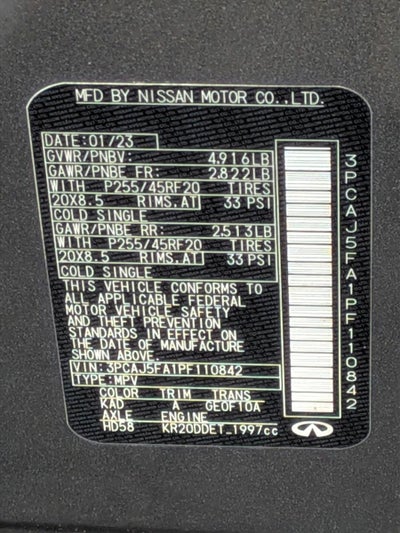 MFD BY NISSAN MOTOR CO.,LTD.
DATE:01/23
GVWR/PNBV: 4,916LB
GAWR/PNBE FR: 2,822LB
WITH P255/45RF20 TIRES
20X8.5 RIMS,AT 33 PSI
COLD SINGLE
GAWR/PNBE RR: 2,513LB
WITH P255/45RF20 TIRES
20X8.5 RIMS,AT 33 PSI
COLD SINGLE
THIS VEHICLE CONFORMS TO
ALL APPLICABLE FEDERAL
MOTOR VEHICLE SAFETY
AND THEFT PREVENTION
STANDARDS IN EFFECT ON
THE DATE OF MANUFACTURE
SHOWN ABOVE.
VIN:3PCAJ5FA1PF110842
TYPE:MPV
COLOR TRIM TRANS
KAD A GE0F10A
AXLE ENGINE
HD58 KR20DDET 1997cc
3PCAJ5FA1PF110842